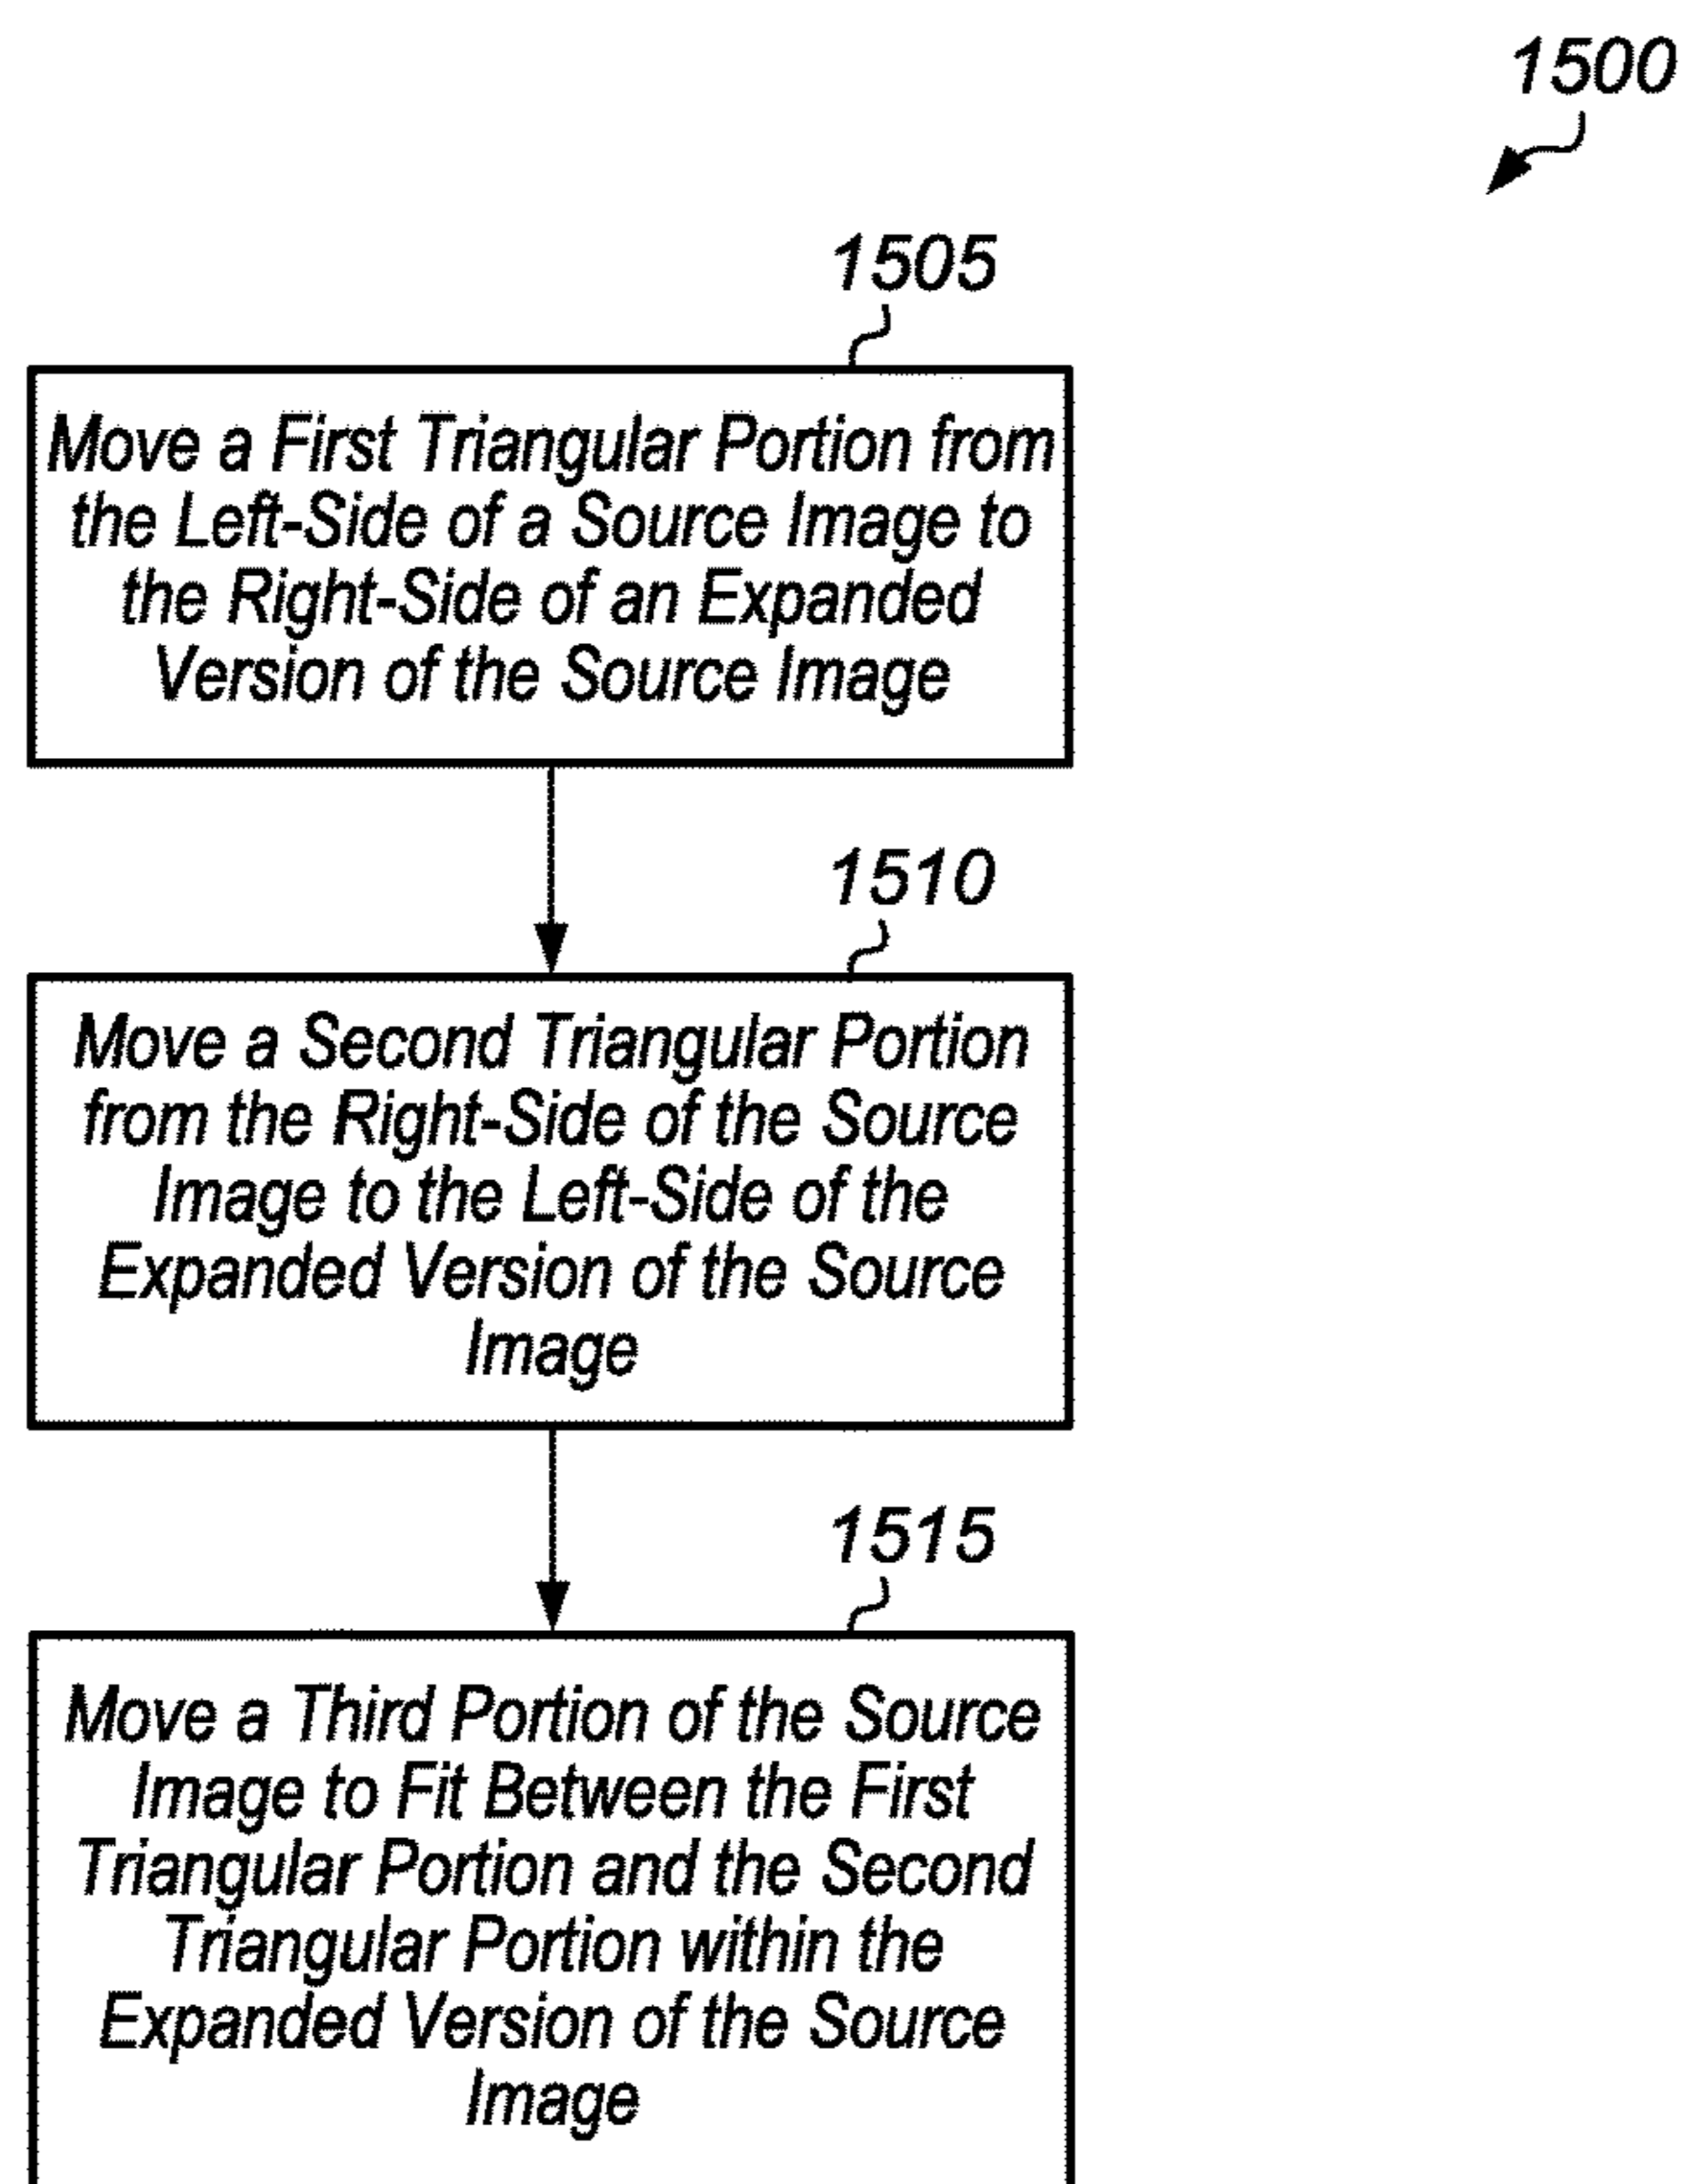 1500
1505
Move a First Triangular Portion from
the Left-Side of a Source Image to
the Right-Side of an Expanded
Version of the Source Image
1510
Move a Second Triangular Portion
from the Right-Side of the Source
Image to the Left-Side of the
Expanded Version of the Source
Image
1515
Move a Third Portion of the Source
Image to Fit Between the First
Triangular Portion and the Second
Triangular Portion within the
Expanded Version of the Source
Image